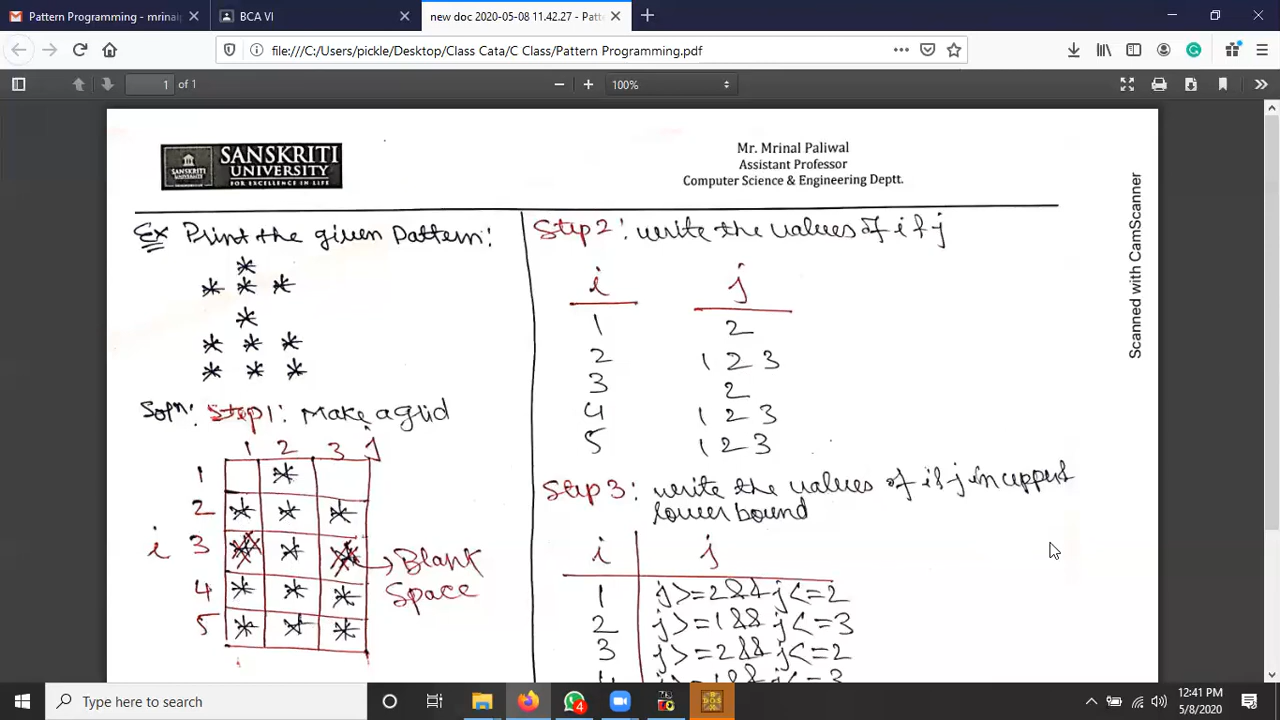 Pattern Programming - mrinal
BCA VI
new doc 2020-05-08 11.42.27 - Patt
file:///C:/Users/pickle/Desktop/Class Cata/C Class/Pattern Programming.pdf
1 of 1
100%
SANSKRITI
UNIVERSITY
FOR EXCELLENCE IN LIFE
Mr. Mrinal Paliwal
Assistant Professor
Computer Science & Engineering Deptt.
Scanned with CamScanner
Ex Print the given Pattern:
*
* * *
*
* * *
* * *
Soln: Step1: Make a grid
1 2 3 j
1 *
2 * * *
i 3 * → Blank
Space
4 * * *
5 * * *
Step 2: write the values of i & j
i j
1 2
2 1 2 3
3 2
4 1 2 3
5 1 2 3
Step 3: write the values of i & j in upper &
lower bound
i j
1 j>=2&&j<=2
2 j>=1&&j<=3
3 j>=2&&j<=2
4 j>=1&&j<=3
Type here to search
4
12:41 PM
5/8/2020